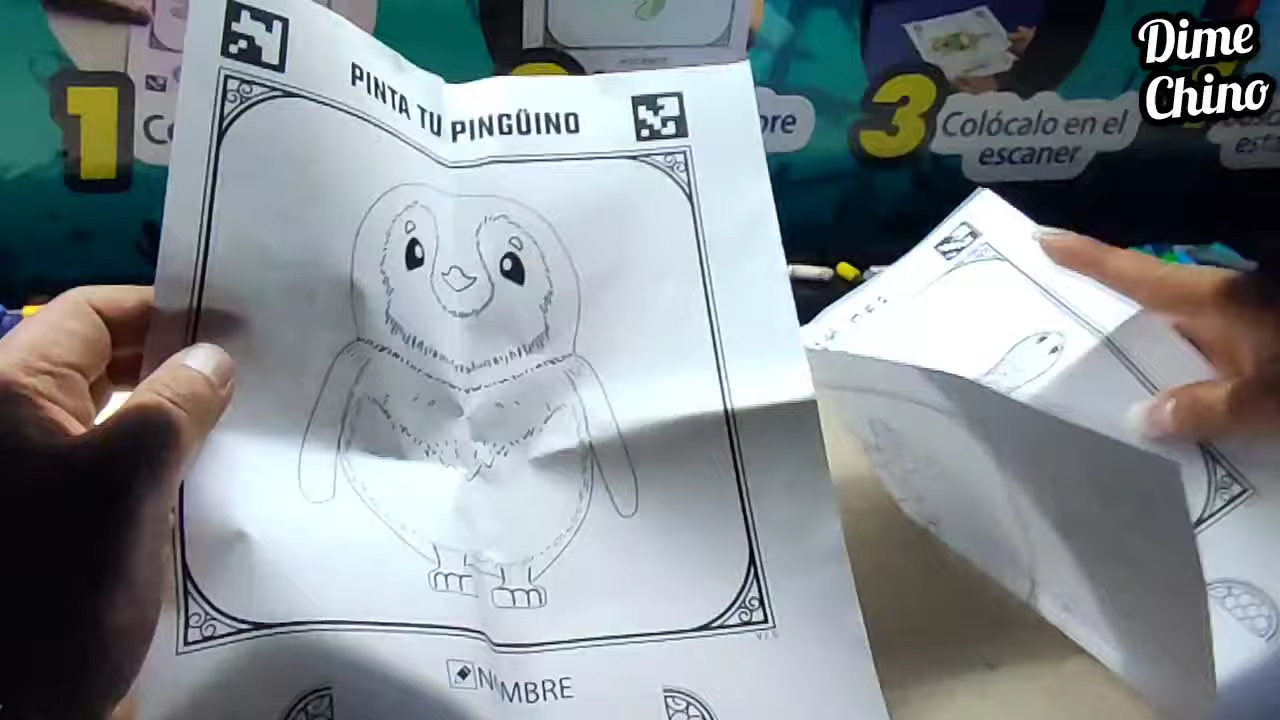 Dime
Chino
1
3
Colócalo en el
escaner
PINTA TU PINGÜINO
NOMBRE